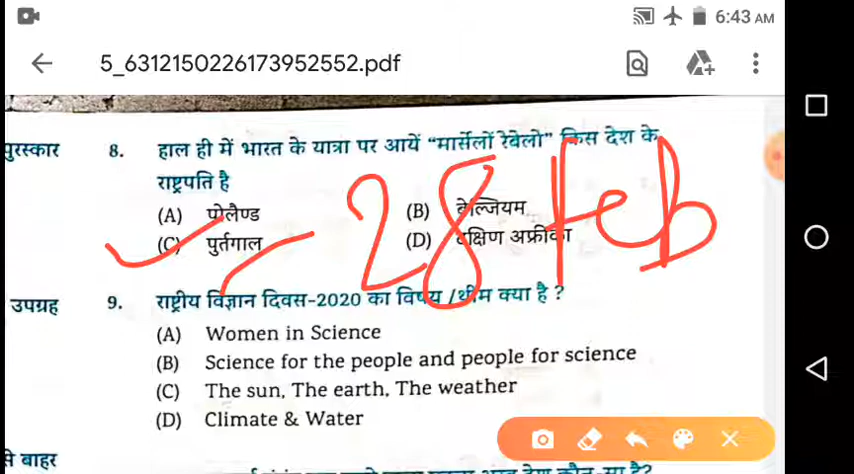 6:43 AM
5_6312150226173952552.pdf
पुरस्कार
8. हाल ही में भारत के यात्रा पर आयें “मार्सेलों रेबेलो” किस देश के
राष्ट्रपति है
(A) पोलैण्ड (B) बेल्जियम
(C) पुर्तगाल (D) दक्षिण अफ्रीका
28 Feb
उपग्रह
9. राष्ट्रीय विज्ञान दिवस-2020 का विषय /थीम क्या है ?
(A) Women in Science
(B) Science for the people and people for science
(C) The sun, The earth, The weather
(D) Climate & Water
से बाहर